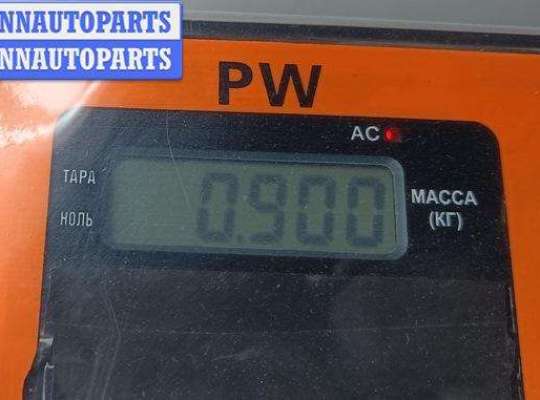 NNAUTOPARTS
NNAUTOPARTS
PW
AC
ТАРА
0.900
МАССА
НОЛЬ
(КГ)